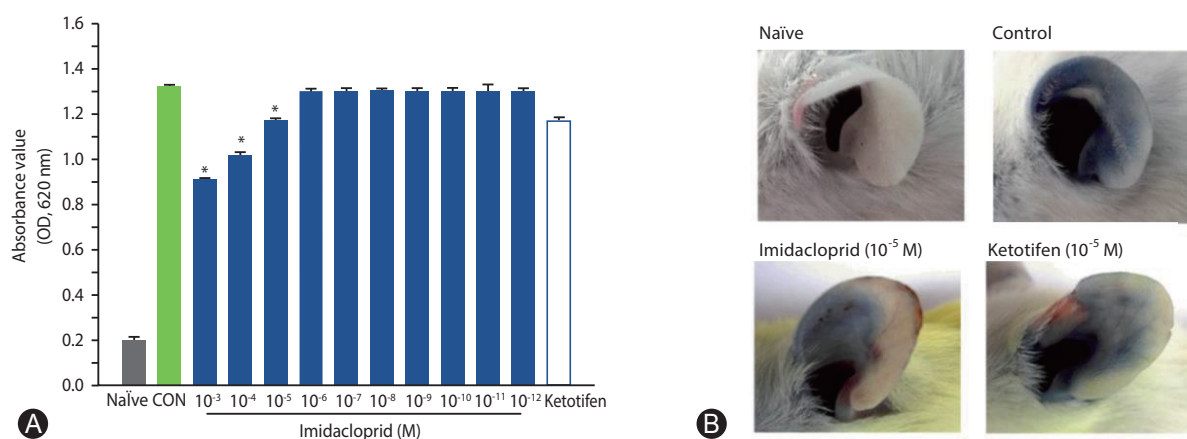 Absorbance value
(OD, 620 nm)
1.6
1.4
1.2
1.0
0.8
0.6
0.4
0.2
0.0
*
*
*
Naïve CON 10⁻³ 10⁻⁴ 10⁻⁵ 10⁻⁶ 10⁻⁷ 10⁻⁸ 10⁻⁹ 10⁻¹⁰ 10⁻¹¹ 10⁻¹² Ketotifen
Imidacloprid (M)
A
Naïve
Control
Imidacloprid (10⁻⁵ M)
Ketotifen (10⁻⁵ M)
B